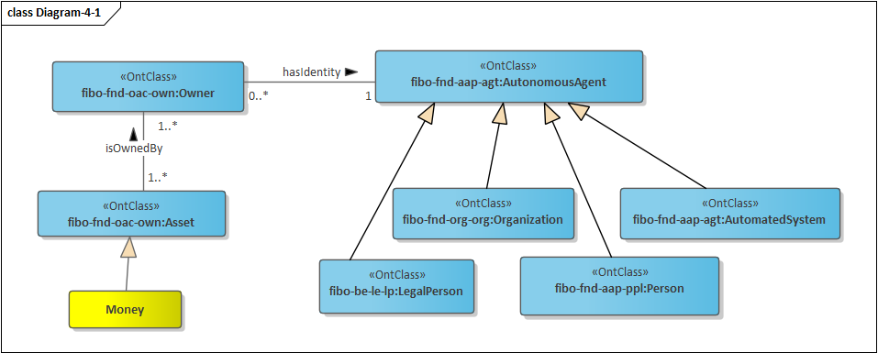 class Diagram-4-1
«OntClass»
fibo-fnd-oac-own:Owner
hasIdentity
0..*
1
«OntClass»
fibo-fnd-aap-agt:AutonomousAgent
1..*
isOwnedBy
1..*
«OntClass»
fibo-fnd-oac-own:Asset
«OntClass»
fibo-fnd-org-org:Organization
«OntClass»
fibo-fnd-aap-agt:AutomatedSystem
«OntClass»
fibo-be-le-lp:LegalPerson
«OntClass»
fibo-fnd-aap-ppl:Person
Money